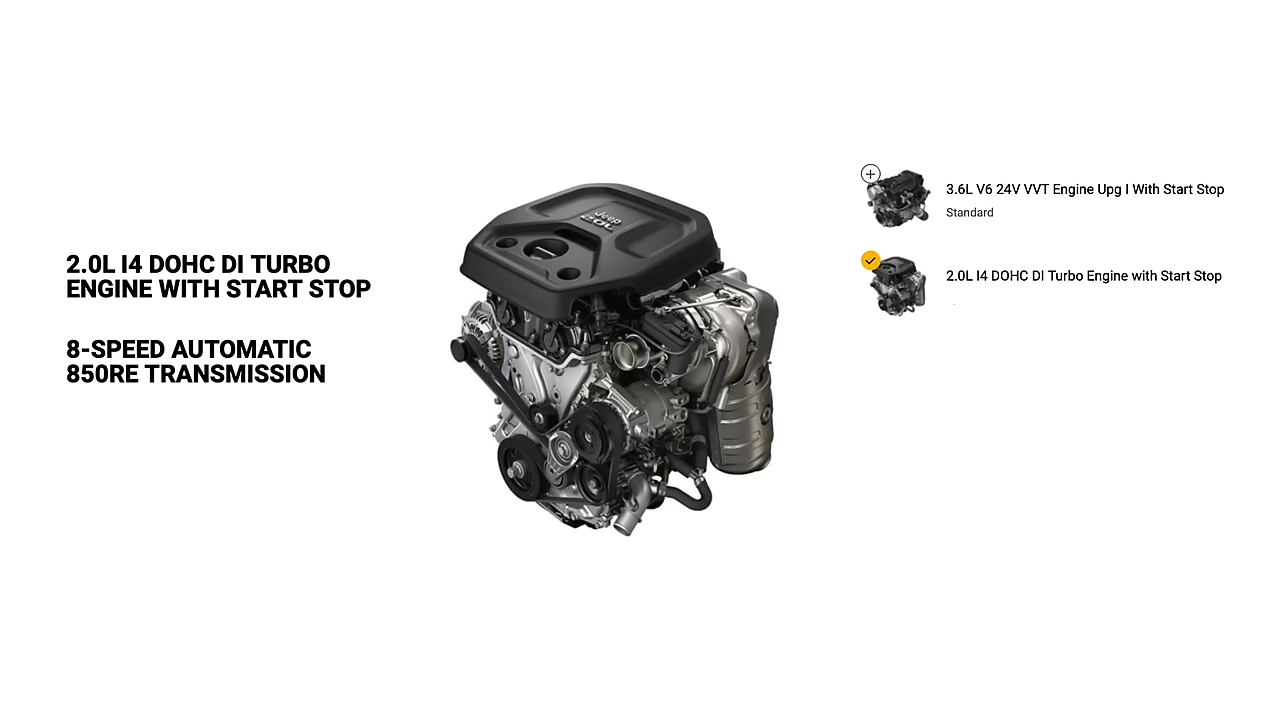 2.0L I4 DOHC DI TURBO
ENGINE WITH START STOP
8-SPEED AUTOMATIC
850RE TRANSMISSION
Jeep
2.0L
3.6L V6 24V VVT Engine Upg I With Start Stop
Standard
2.0L I4 DOHC DI Turbo Engine with Start Stop